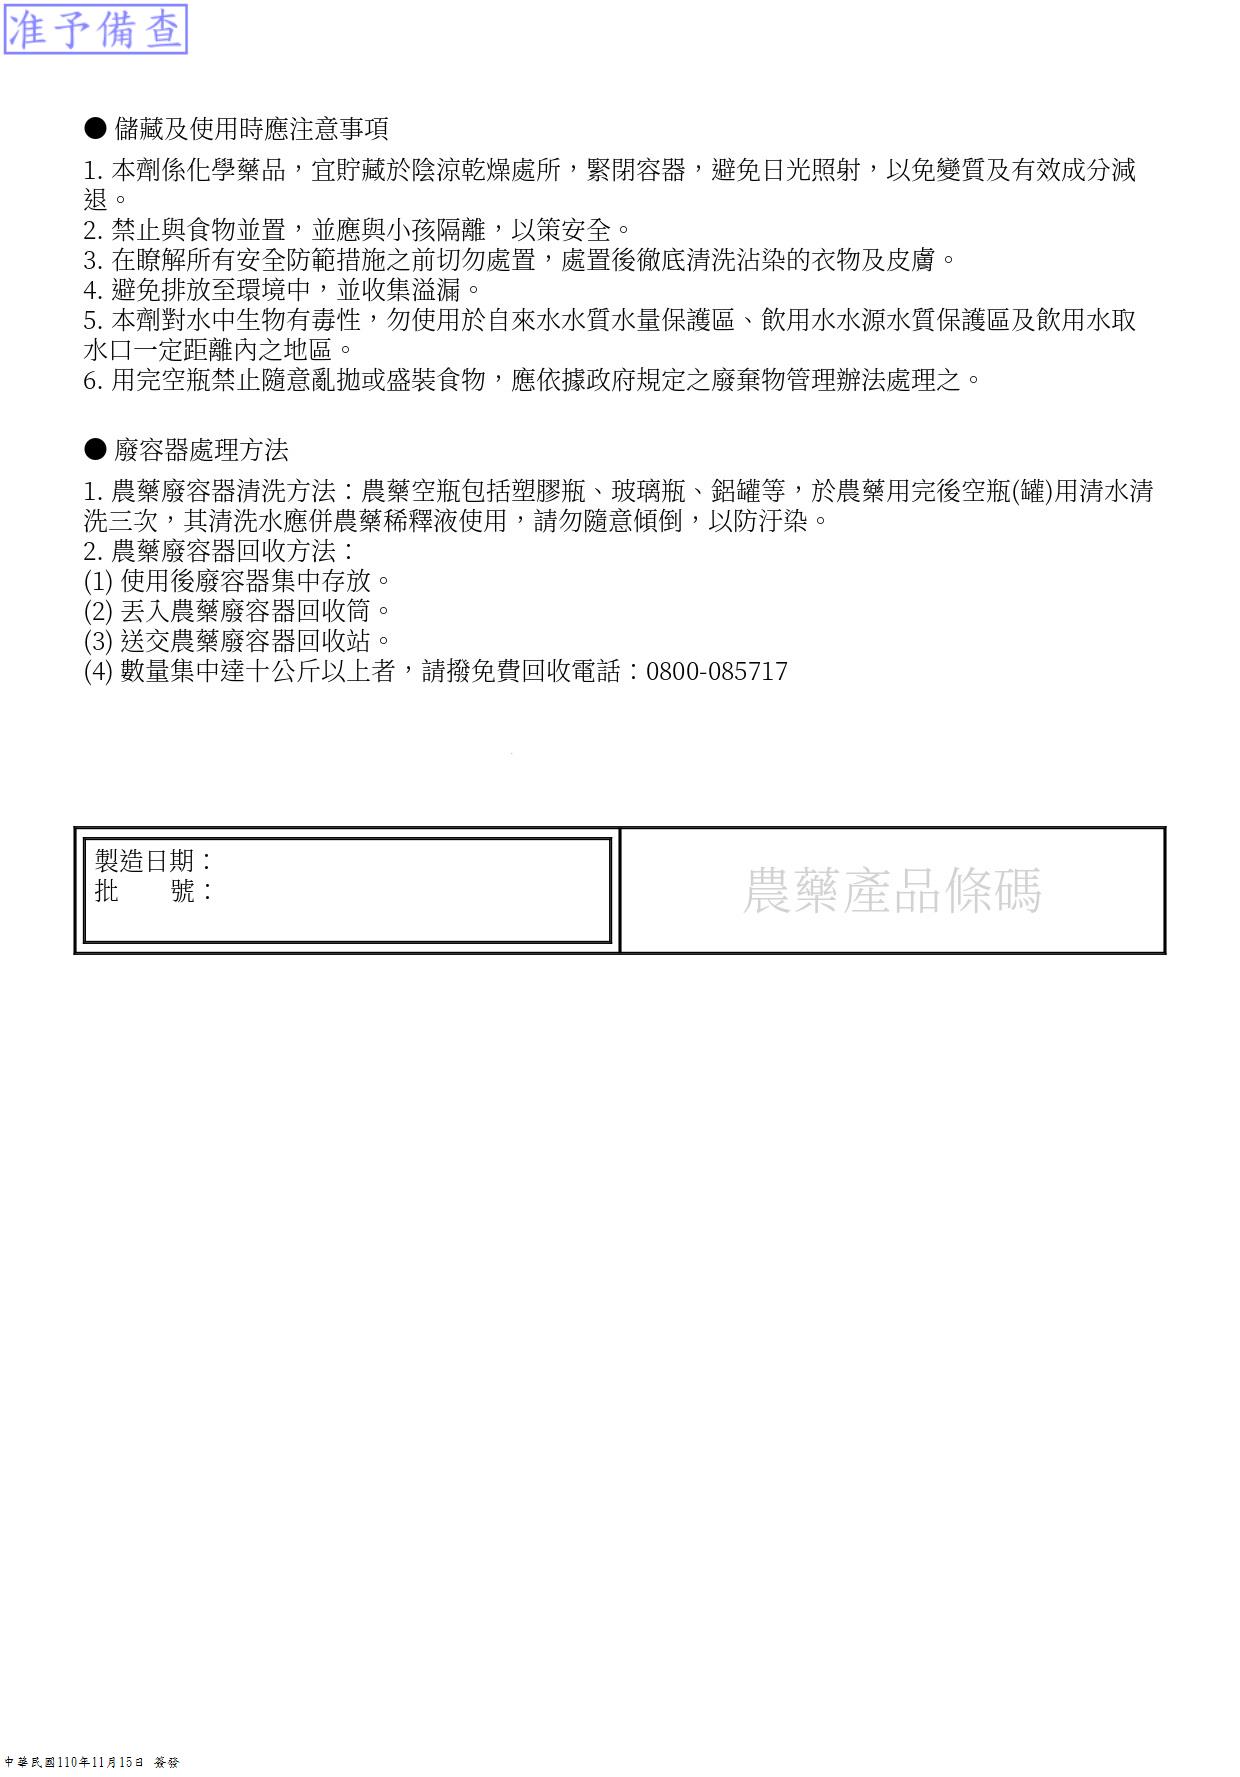 准予備查
● 儲藏及使用時應注意事項
1. 本劑係化學藥品，宜貯藏於陰涼乾燥處所，緊閉容器，避免日光照射，以免變質及有效成分減
退。
2. 禁止與食物並置，並應與小孩隔離，以策安全。
3. 在瞭解所有安全防範措施之前切勿處置，處置後徹底清洗沾染的衣物及皮膚。
4. 避免排放至環境中，並收集溢漏。
5. 本劑對水中生物有毒性，勿使用於自來水水質水量保護區、飲用水水源水質保護區及飲用水取
水口一定距離內之地區。
6. 用完空瓶禁止隨意亂拋或盛裝食物，應依據政府規定之廢棄物管理辦法處理之。
● 廢容器處理方法
1. 農藥廢容器清洗方法：農藥空瓶包括塑膠瓶、玻璃瓶、鋁罐等，於農藥用完後空瓶(罐)用清水清
洗三次，其清洗水應併農藥稀釋液使用，請勿隨意傾倒，以防汙染。
2. 農藥廢容器回收方法：
(1) 使用後廢容器集中存放。
(2) 丟入農藥廢容器回收筒。
(3) 送交農藥廢容器回收站。
(4) 數量集中達十公斤以上者，請撥免費回收電話：0800-085717
製造日期：
批　　號：
農藥產品條碼
中華民國110年11月15日 簽發